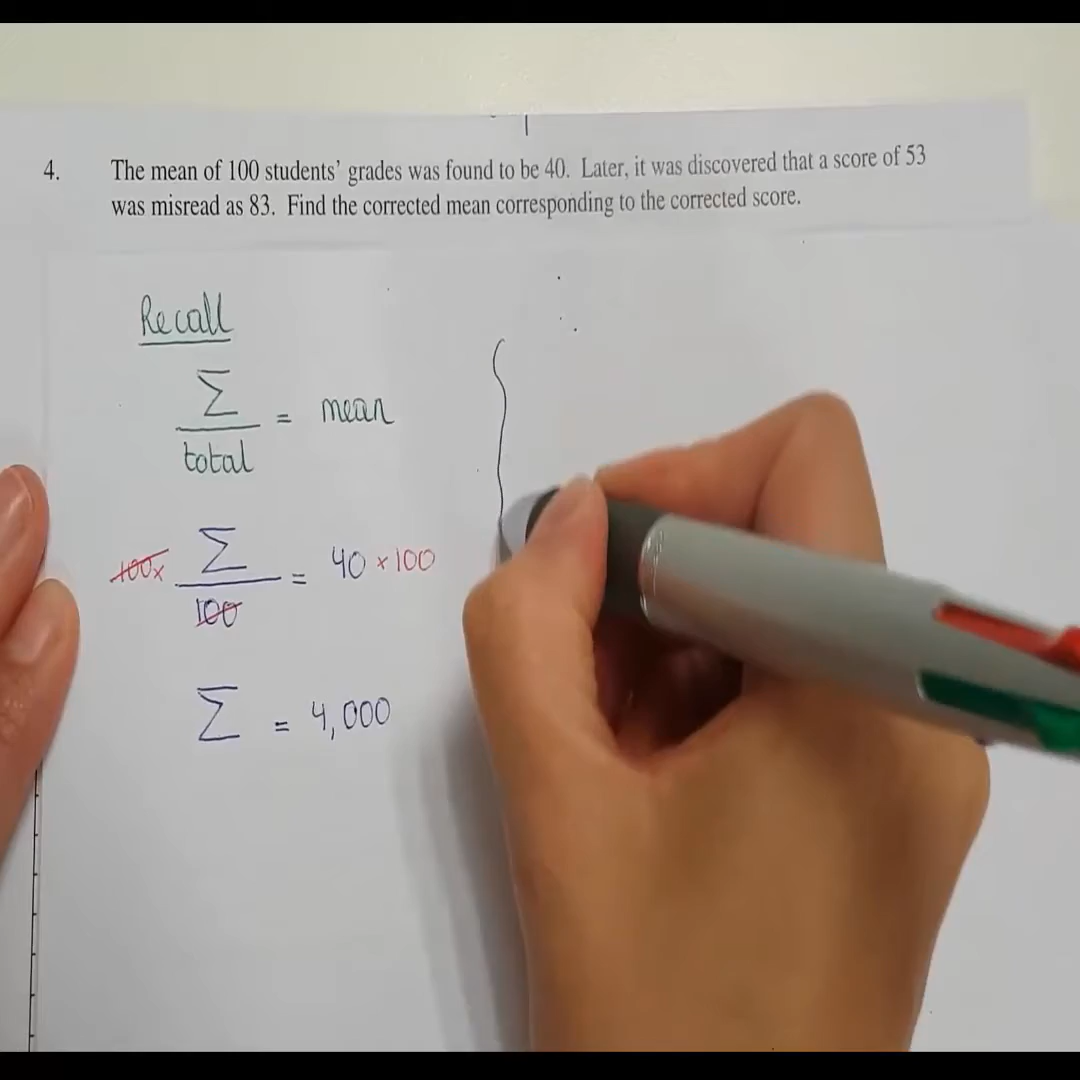 4. The mean of 100 students' grades was found to be 40. Later, it was discovered that a score of 53
was misread as 83. Find the corrected mean corresponding to the corrected score.
Recall
Σ
= mean
total
100x Σ = 40 × 100
100
Σ = 4,000